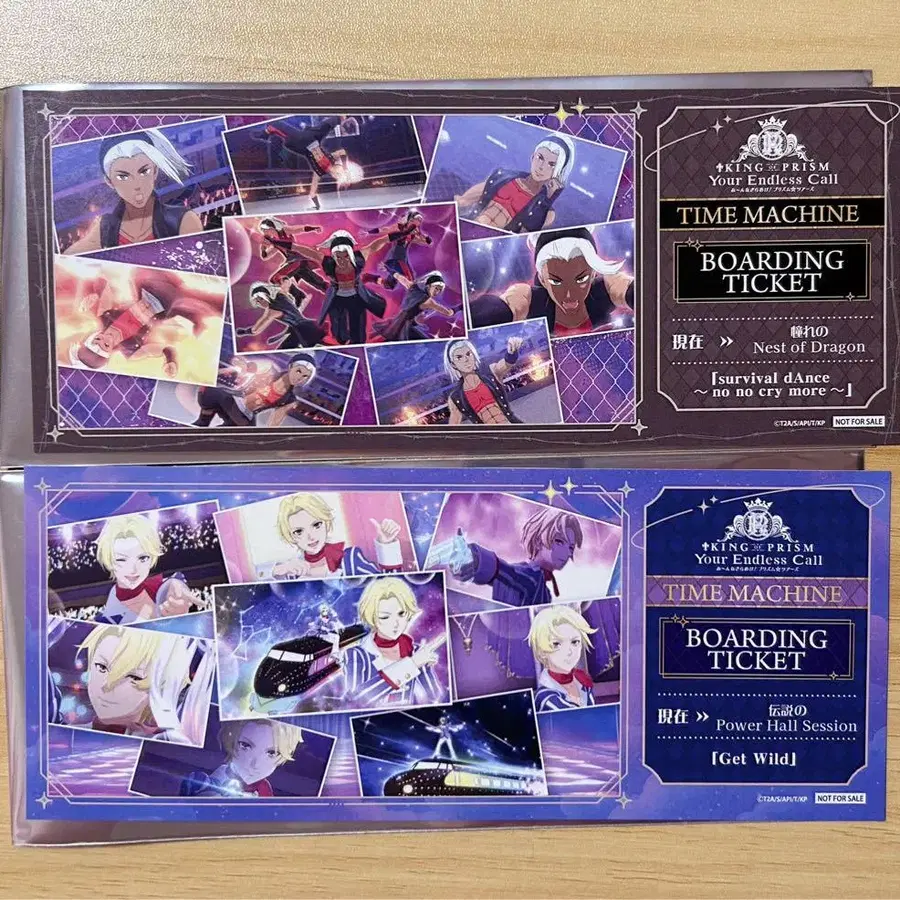 KING OF PRISM
Your Endless Call
み〜んなきらめけ！プリズム☆ツアーズ
TIME MACHINE
BOARDING
TICKET
現在 » 憧れの
Nest of Dragon
「survival dAnce
〜no no cry more〜」
©T2A/S/API/T/KP NOT FOR SALE
KING OF PRISM
Your Endless Call
み〜んなきらめけ！プリズム☆ツアーズ
TIME MACHINE
BOARDING
TICKET
現在 » 伝説の
Power Hall Session
「Get Wild」
©T2A/S/API/T/KP NOT FOR SALE